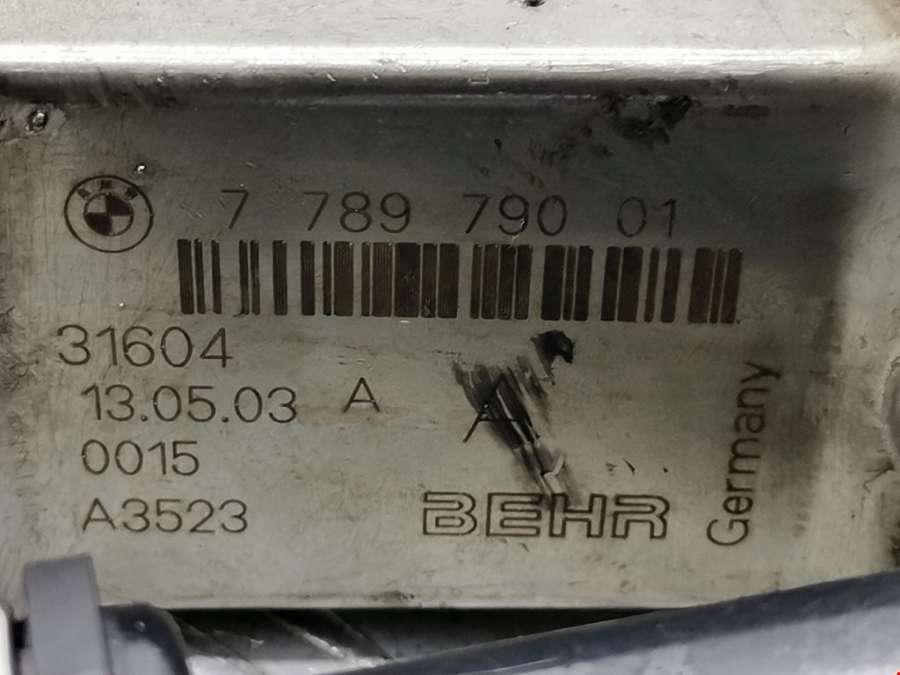 BMW
7 789 790 01
31604
13.05.03 A A
0015
A3523
BEHR
Germany